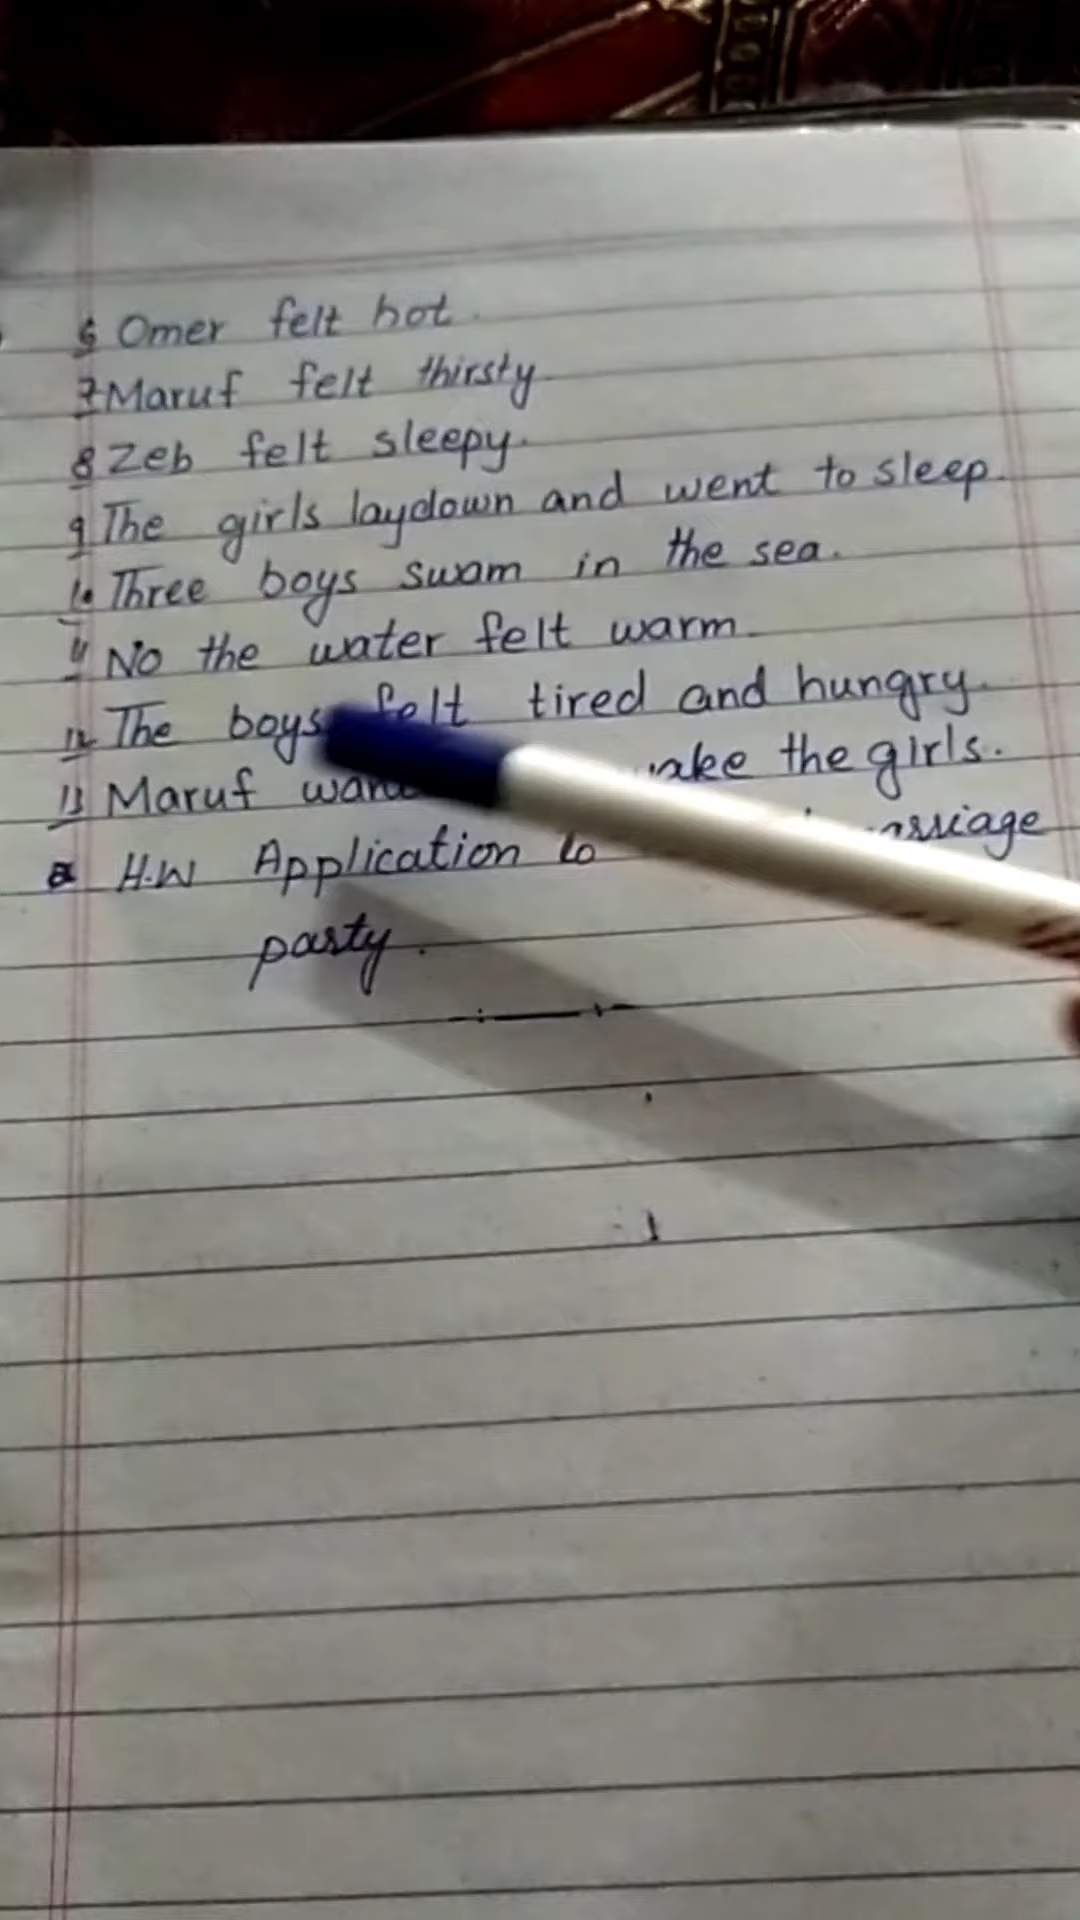 6 Omer felt hot.
7 Maruf felt thirsty
8 Zeb felt sleepy.
9 The girls laydown and went to sleep.
10 Three boys swam in the sea.
11 No the water felt warm.
12 The boys felt tired and hungry.
13 Maruf the girls.
H.W Application to
party.